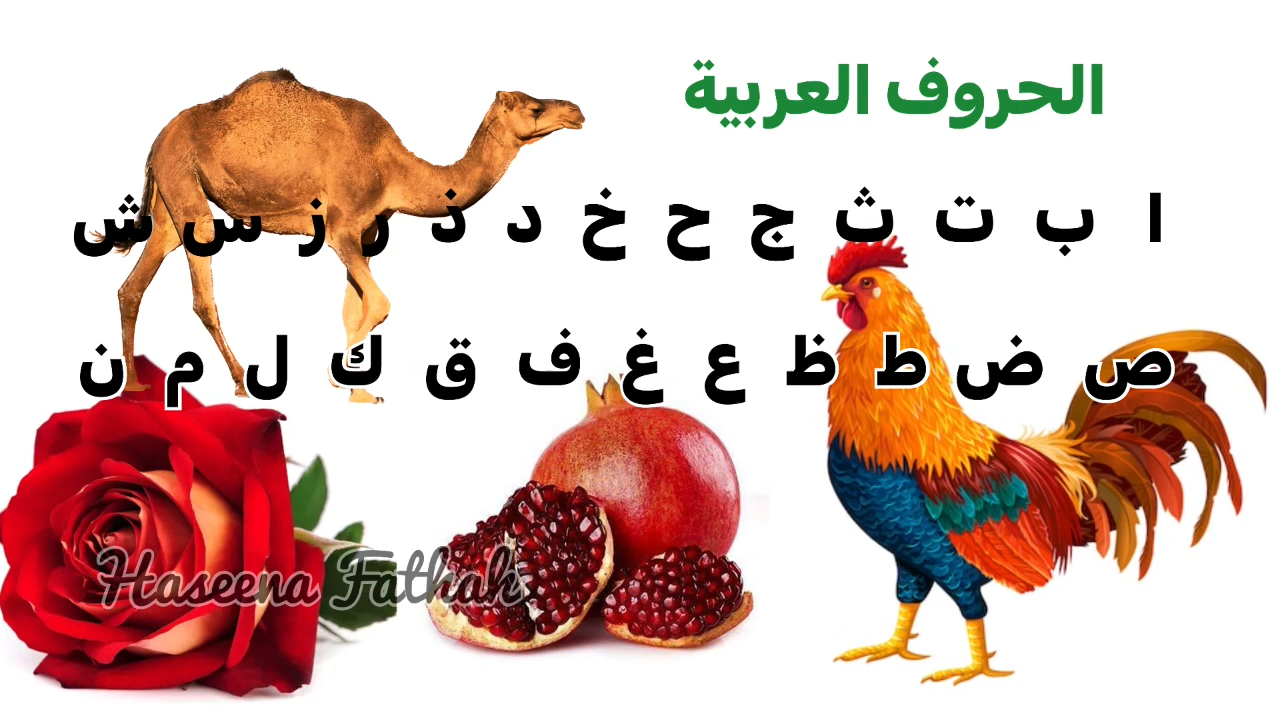 الحروف العربية
ا ب ت ث ج ح خ د ذ ر ز س ش
ص ض ط ظ ع غ ف ق ك ل م ن
Haseena Fathah